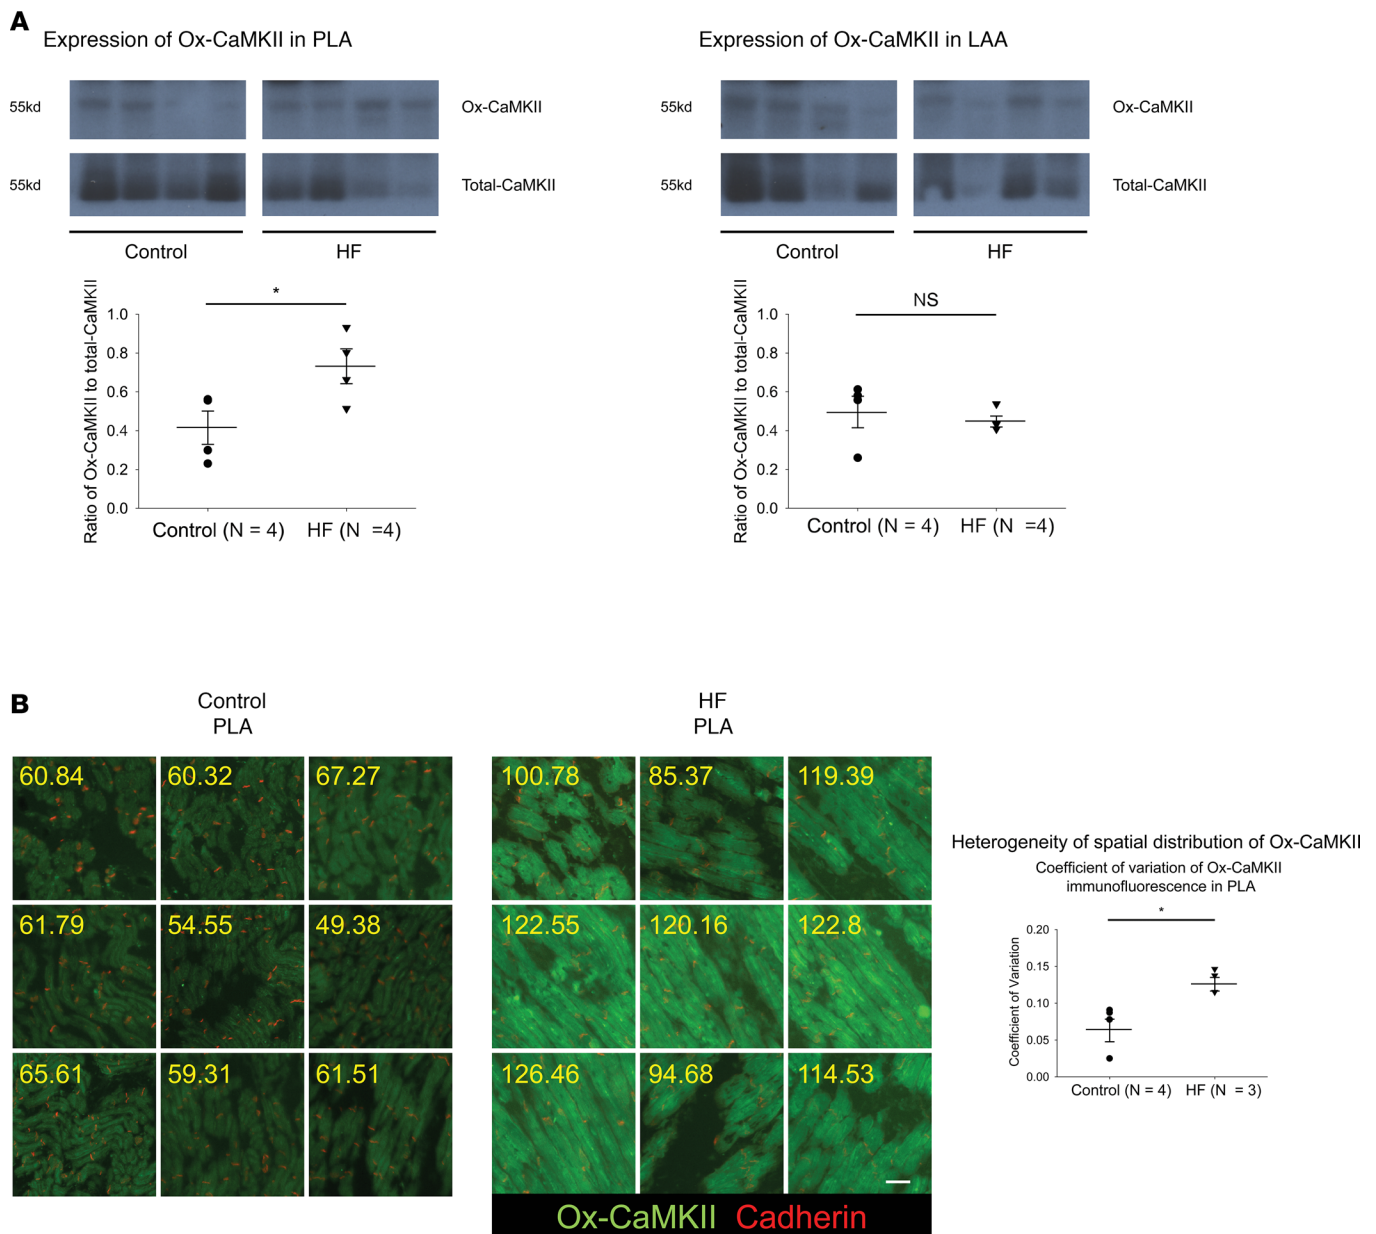 A
Expression of Ox-CaMKII in PLA
55kd
Ox-CaMKII
55kd
Total-CaMKII
Control
HF
Ratio of Ox-CaMKII to total-CaMKII
*
1.0
0.8
0.6
0.4
0.2
0.0
Control (N = 4)
HF (N =4)
Expression of Ox-CaMKII in LAA
55kd
Ox-CaMKII
55kd
Total-CaMKII
Control
HF
Ratio of Ox-CaMKII to total-CaMKII
NS
1.0
0.8
0.6
0.4
0.2
0.0
Control (N = 4)
HF (N =4)
B
Control
PLA
60.84 60.32 67.27
61.79 54.55 49.38
65.61 59.31 61.51
HF
PLA
100.78 85.37 119.39
122.55 120.16 122.8
126.46 94.68 114.53
Ox-CaMKII Cadherin
Heterogeneity of spatial distribution of Ox-CaMKII
Coefficient of variation of Ox-CaMKII
immunofluorescence in PLA
*
Coefficient of Variation
0.20
0.15
0.10
0.05
0.00
Control (N = 4)
HF (N = 3)